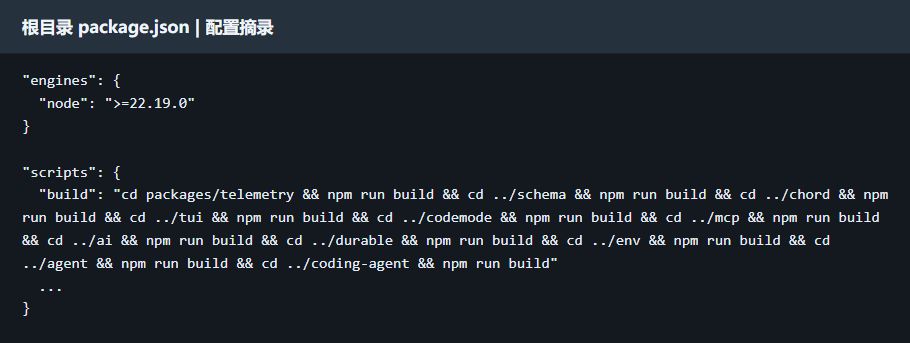 根目录 package.json | 配置摘录
"engines": {
  "node": ">=22.19.0"
}
"scripts": {
  "build": "cd packages/telemetry && npm run build && cd ../schema && npm run build && cd ../chord && npm
run build && cd ../tui && npm run build && cd ../codemode && npm run build && cd ../mcp && npm run build
&& cd ../ai && npm run build && cd ../durable && npm run build && cd ../env && npm run build && cd
../agent && npm run build && cd ../coding-agent && npm run build"
  ...
}